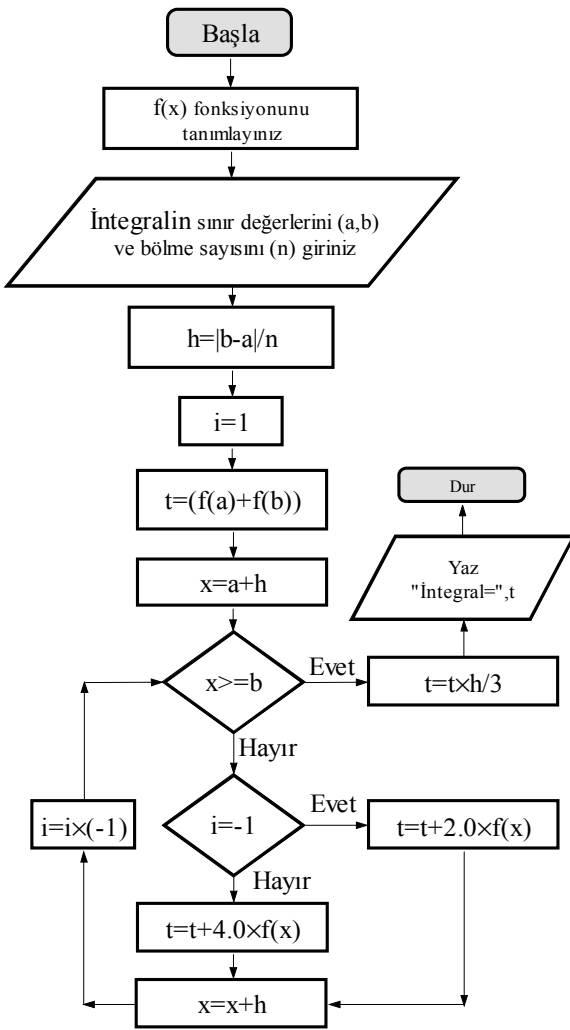 Başla
f(x) fonksiyonunu
tanımlayınız
İntegralin sınır değerlerini (a,b)
ve bölme sayısını (n) giriniz
h=|b-a|/n
i=1
t=(f(a)+f(b))
x=a+h
x>=b
Evet
t=t×h/3
Yaz
"İntegral=",t
Dur
Hayır
i=-1
Evet
t=t+2.0×f(x)
Hayır
t=t+4.0×f(x)
x=x+h
i=i×(-1)